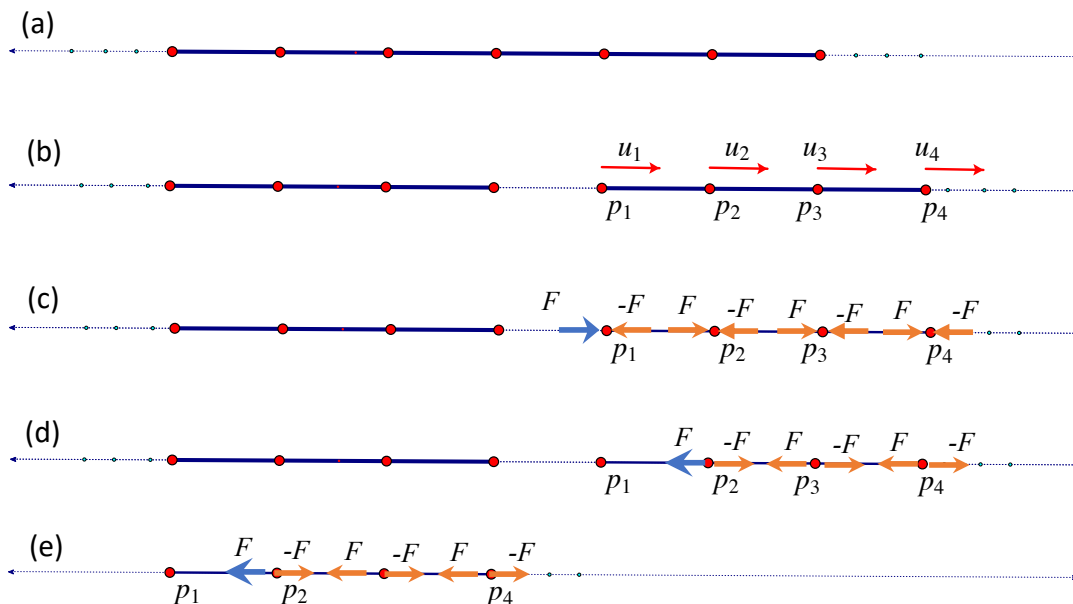 (a)
(b)
u1 u2 u3 u4
p1 p2 p3 p4
(c)
F -F F -F F -F F -F
p1 p2 p3 p4
(d)
F -F F -F F -F
p1 p2 p3 p4
(e)
F -F F -F F -F
p1 p2 p4